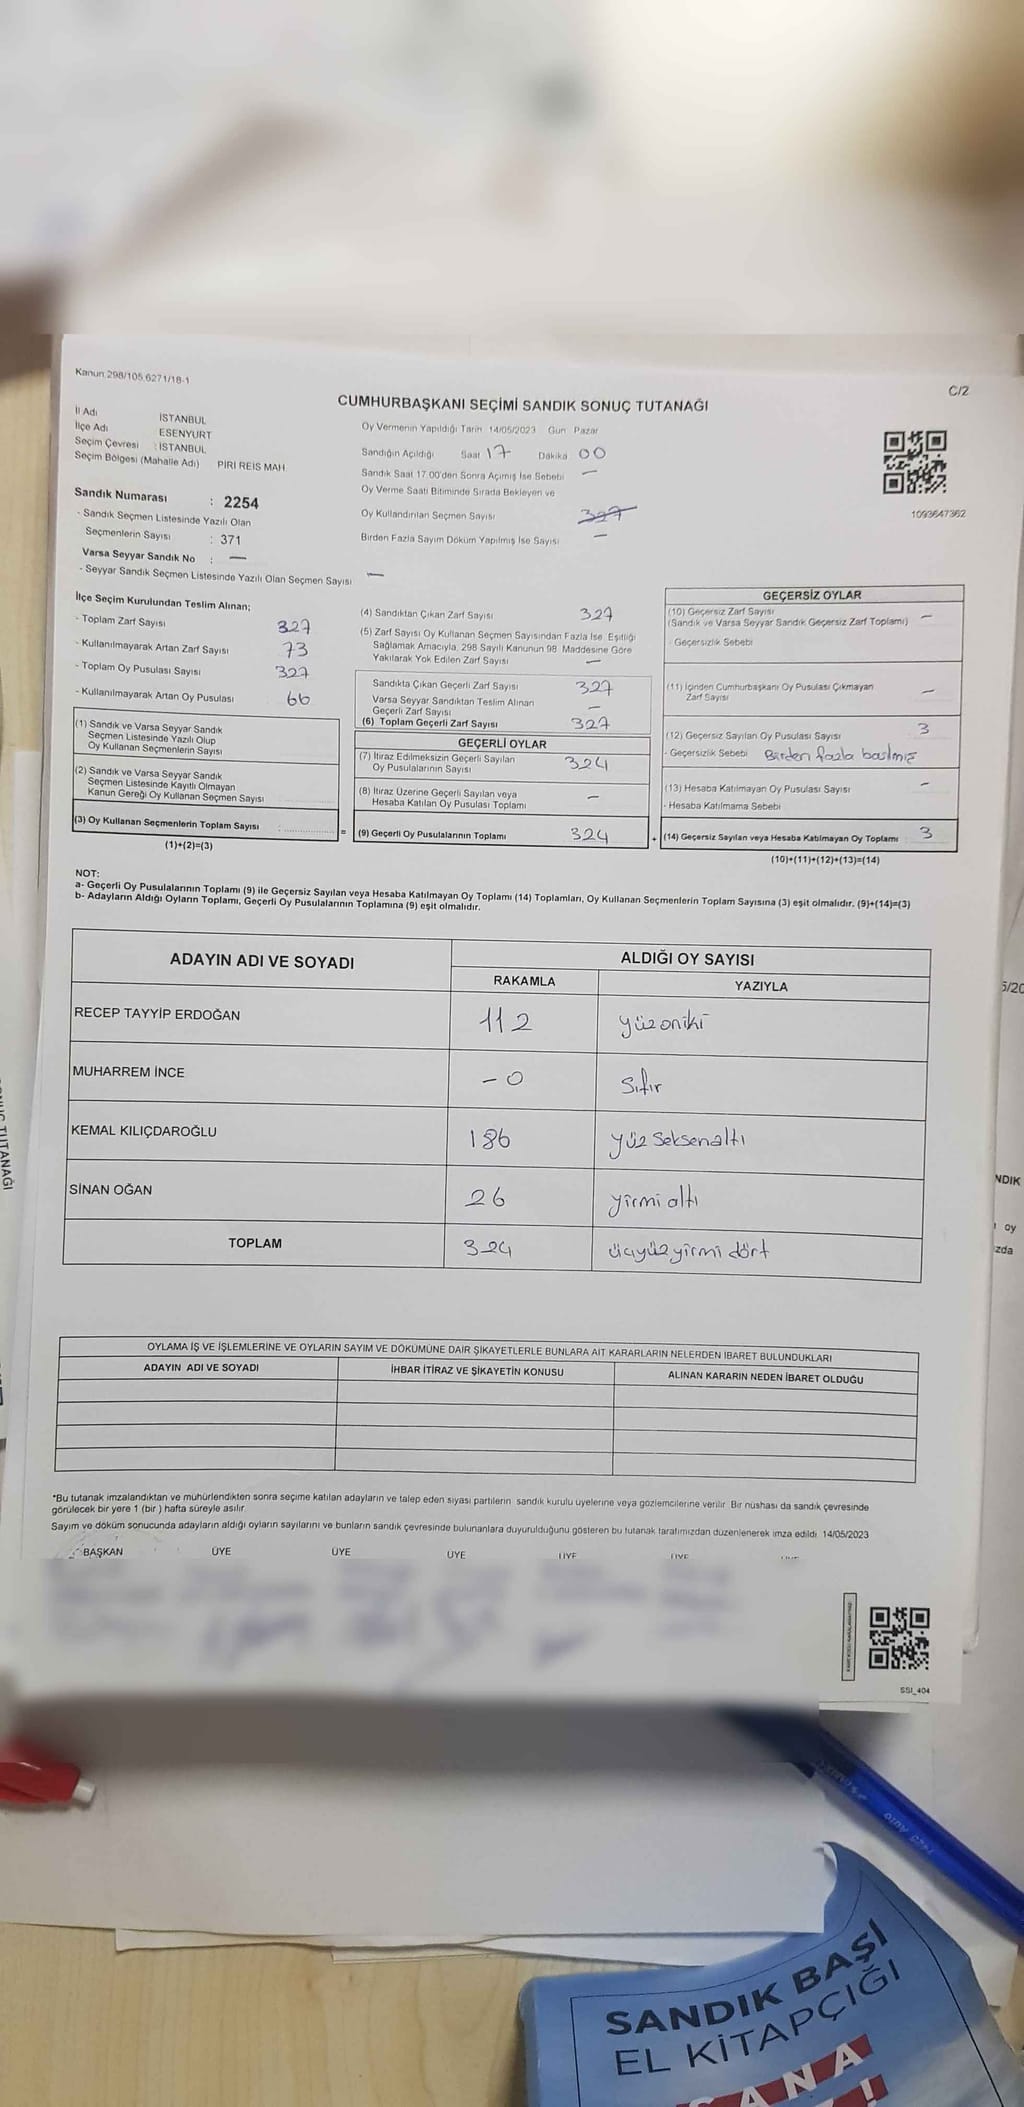 Kanun.298/105.6271/18-1
C/2
CUMHURBAŞKANI SEÇİMİ SANDIK SONUÇ TUTANAĞI
İl Adı İSTANBUL
İlçe Adı ESENYURT
Seçim Çevresi : İSTANBUL
Seçim Bölgesi (Mahalle Adı) PİRİ REİS MAH.
Sandık Numarası : 2254
- Sandık Seçmen Listesinde Yazılı Olan
Seçmenlerin Sayısı : 371
Varsa Seyyar Sandık No : —
- Seyyar Sandık Seçmen Listesinde Yazılı Olan Seçmen Sayısı —
Oy Vermenin Yapıldığı Tarih 14/05/2023 Gün Pazar
Sandığın Açıldığı Saat 17 Dakika 00
Sandık Saat 17.00'den Sonra Açılmış İse Sebebi —
Oy Verme Saati Bitiminde Sırada Bekleyen ve
Oy Kullandırılan Seçmen Sayısı 327
Birden Fazla Sayım Döküm Yapılmış İse Sayısı —
1093647362
İlçe Seçim Kurulundan Teslim Alınan;
- Toplam Zarf Sayısı 327
- Kullanılmayarak Artan Zarf Sayısı 73
- Toplam Oy Pusulası Sayısı 327
- Kullanılmayarak Artan Oy Pusulası 66
(1) Sandık ve Varsa Seyyar Sandık
Seçmen Listesinde Yazılı Olup
Oy Kullanan Seçmenlerin Sayısı
(2) Sandık ve Varsa Seyyar Sandık
Seçmen Listesinde Kayıtlı Olmayan
Kanun Gereği Oy Kullanan Seçmen Sayısı
(3) Oy Kullanan Seçmenlerin Toplam Sayısı :
(1)+(2)=(3)
(4) Sandıktan Çıkan Zarf Sayısı 327
(5) Zarf Sayısı Oy Kullanan Seçmen Sayısından Fazla İse Eşitliği
Sağlamak Amacıyla, 298 Sayılı Kanunun 98. Maddesine Göre
Yakılarak Yok Edilen Zarf Sayısı —
Sandıkta Çıkan Geçerli Zarf Sayısı 327
Varsa Seyyar Sandıktan Teslim Alınan
Geçerli Zarf Sayısı —
(6) Toplam Geçerli Zarf Sayısı 327
GEÇERLİ OYLAR
(7) İtiraz Edilmeksizin Geçerli Sayılan
Oy Pusulalarının Sayısı 324
(8) İtiraz Üzerine Geçerli Sayılan veya
Hesaba Katılan Oy Pusulası Toplamı —
= (9) Geçerli Oy Pusulalarının Toplamı 324 +
GEÇERSİZ OYLAR
(10) Geçersiz Zarf Sayısı
(Sandık ve Varsa Seyyar Sandık Geçersiz Zarf Toplamı) —
- Geçersizlik Sebebi
(11) İçinden Cumhurbaşkanı Oy Pusulası Çıkmayan
Zarf Sayısı —
(12) Geçersiz Sayılan Oy Pusulası Sayısı 3
- Geçersizlik Sebebi Birden fazla basılmış
(13) Hesaba Katılmayan Oy Pusulası Sayısı —
- Hesaba Katılmama Sebebi
(14) Geçersiz Sayılan veya Hesaba Katılmayan Oy Toplamı 3
(10)+(11)+(12)+(13)=(14)
NOT:
a- Geçerli Oy Pusulalarının Toplamı (9) ile Geçersiz Sayılan veya Hesaba Katılmayan Oy Toplamı (14) Toplamları, Oy Kullanan Seçmenlerin Toplam Sayısına (3) eşit olmalıdır. (9)+(14)=(3)
b- Adayların Aldığı Oyların Toplamı, Geçerli Oy Pusulalarının Toplamına (9) eşit olmalıdır.
ADAYIN ADI VE SOYADI ALDIĞI OY SAYISI
RAKAMLA YAZIYLA
RECEP TAYYİP ERDOĞAN 112 yüzoniki
MUHARREM İNCE - 0 Sıfır
KEMAL KILIÇDAROĞLU 186 yüz seksenaltı
SİNAN OĞAN 26 yirmi altı
TOPLAM 324 üçyüzyirmi dört
OYLAMA İŞ VE İŞLEMLERİNE VE OYLARIN SAYIM VE DÖKÜMÜNE DAİR ŞİKAYETLERLE BUNLARA AİT KARARLARIN NELERDEN İBARET BULUNDUKLARI
ADAYIN ADI VE SOYADI İHBAR İTİRAZ VE ŞİKAYETİN KONUSU ALINAN KARARIN NEDEN İBARET OLDUĞU
*Bu tutanak imzalandıktan ve mühürlendikten sonra seçime katılan adayların ve talep eden siyasi partilerin sandık kurulu üyelerine veya gözlemcilerine verilir. Bir nüshası da sandık çevresinde
görülecek bir yere 1 (bir ) hafta süreyle asılır.
Sayım ve döküm sonucunda adayların aldığı oyların sayılarını ve bunların sandık çevresinde bulunanlara duyurulduğunu gösteren bu tutanak tarafımızdan düzenlenerek imza edildi. 14/05/2023
BAŞKAN ÜYE ÜYE ÜYE ÜYE ÜYE
SSI_404
SONUÇ TUTANAĞI
5/20
NDIK
oy
zda
SANDIK BAŞI
EL KİTAPÇIĞI
SANA
!